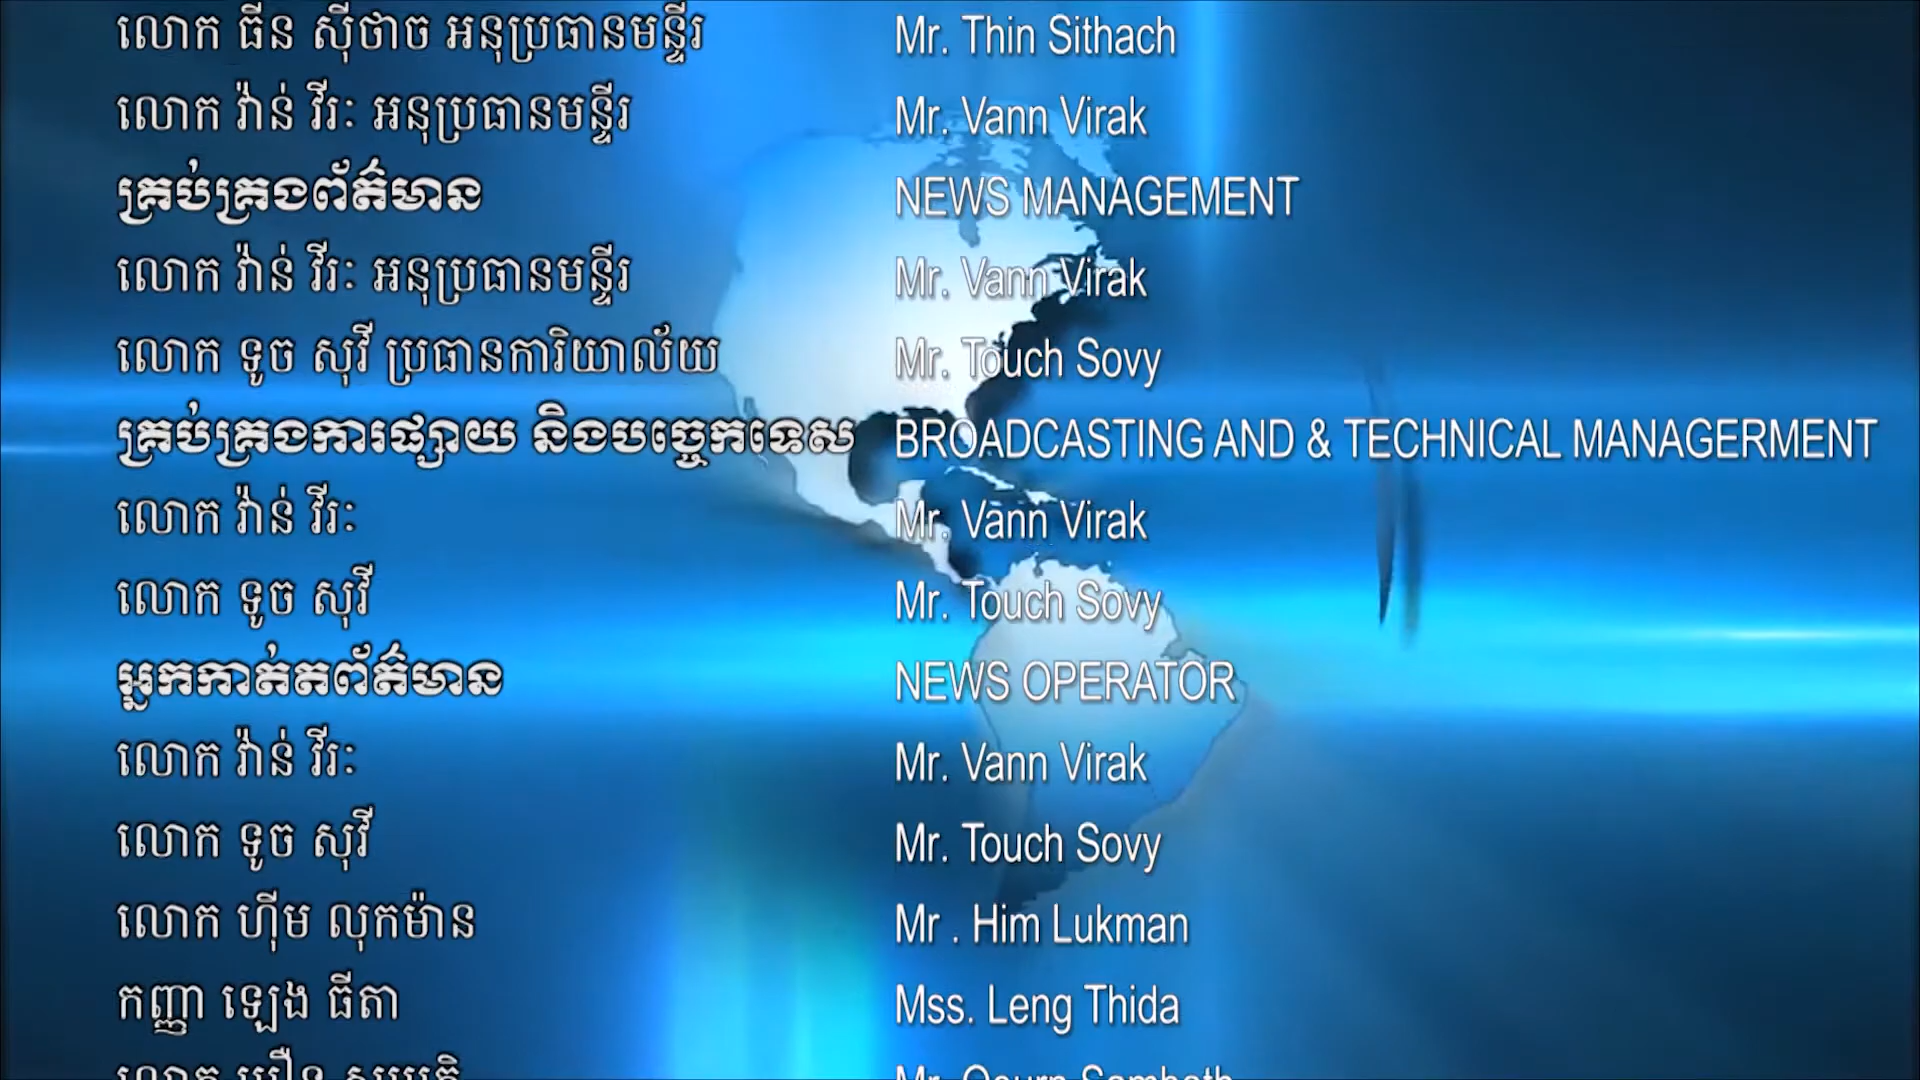 លោក ធីន ស៊ីថាច អនុប្រធានមន្ទីរ Mr. Thin Sithach
លោក វ៉ាន់ វីរៈ អនុប្រធានមន្ទីរ Mr. Vann Virak
គ្រប់គ្រងព័ត៌មាន NEWS MANAGEMENT
លោក វ៉ាន់ វីរៈ អនុប្រធានមន្ទីរ Mr. Vann Virak
លោក ទូច សុវី ប្រធានការិយាល័យ Mr. Touch Sovy
គ្រប់គ្រងការផ្សាយ និងបច្ចេកទេស BROADCASTING AND & TECHNICAL MANAGERMENT
លោក វ៉ាន់ វីរៈ Mr. Vann Virak
លោក ទូច សុវី Mr. Touch Sovy
អ្នកកាត់តព័ត៌មាន NEWS OPERATOR
លោក វ៉ាន់ វីរៈ Mr. Vann Virak
លោក ទូច សុវី Mr. Touch Sovy
លោក ហ៊ីម លុកម៉ាន Mr . Him Lukman
កញ្ញា ឡេង ធីតា Mss. Leng Thida
លោក Mr.